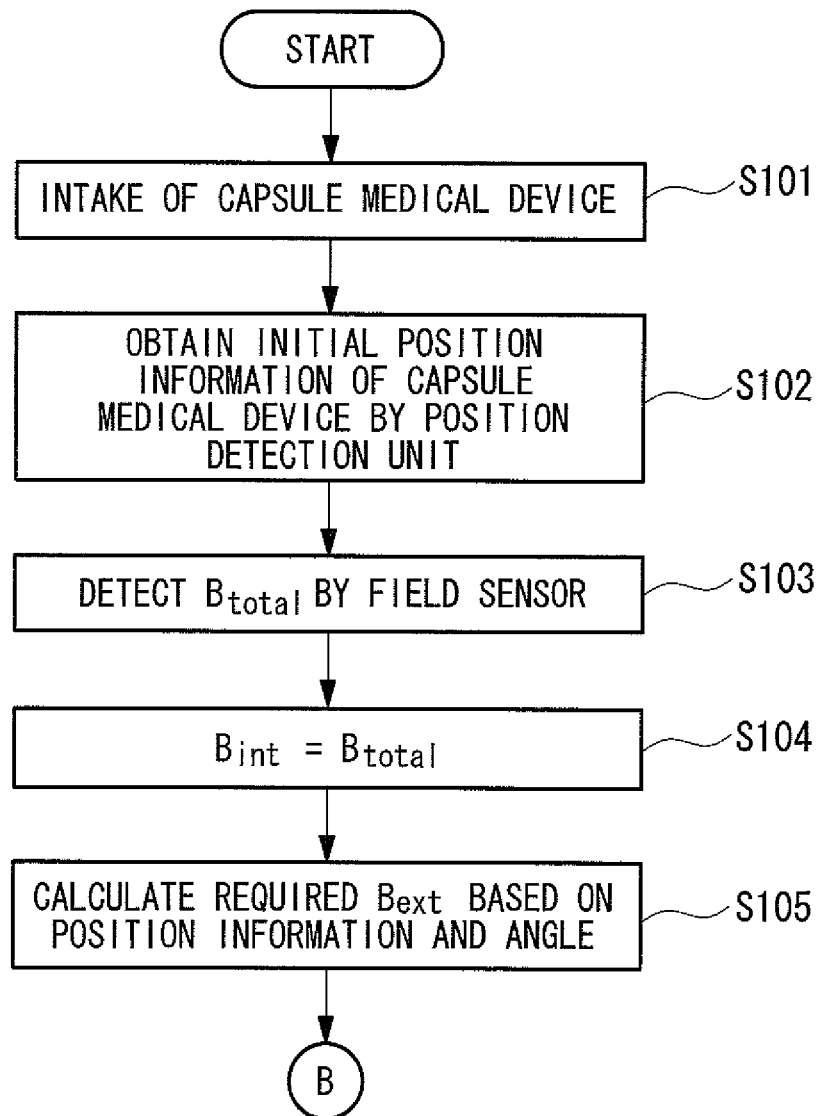 START
INTAKE OF CAPSULE MEDICAL DEVICE
S101
OBTAIN INITIAL POSITION
INFORMATION OF CAPSULE
MEDICAL DEVICE BY POSITION
DETECTION UNIT
S102
DETECT Btotal BY FIELD SENSOR
S103
Bint = Btotal
S104
CALCULATE REQUIRED Bext BASED ON
POSITION INFORMATION AND ANGLE
S105
B